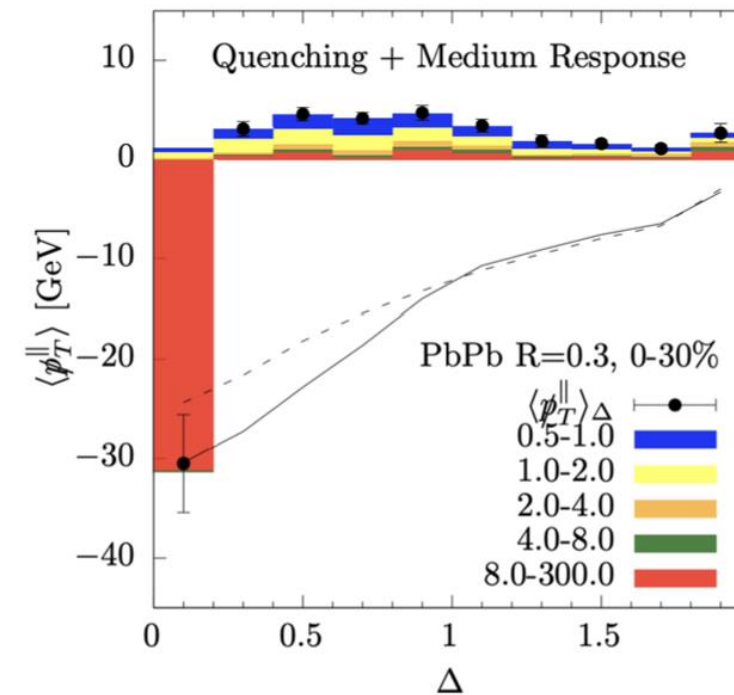 Quenching + Medium Response
10
0
−10
−20
−30
−40
⟨p̸_T^∥⟩ [GeV]
PbPb R=0.3, 0-30%
⟨p̸_T^∥⟩_Δ
0.5-1.0
1.0-2.0
2.0-4.0
4.0-8.0
8.0-300.0
0 0.5 1 1.5
Δ